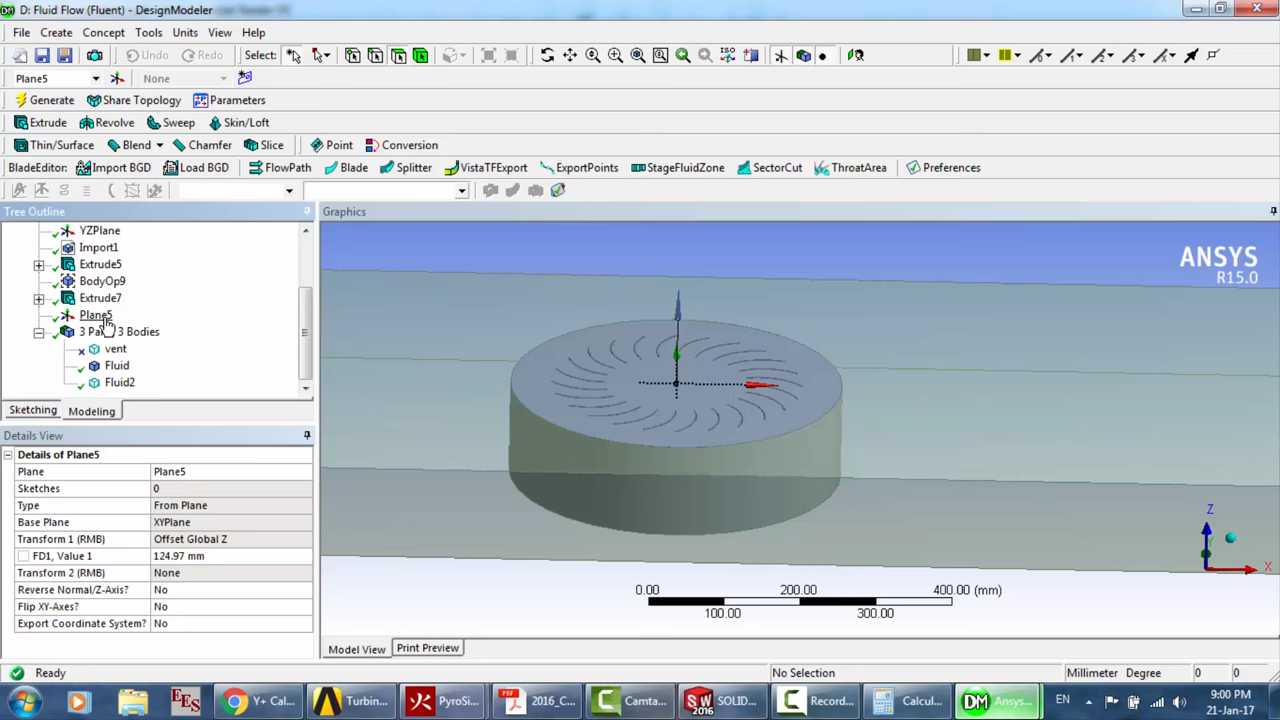 D: Fluid Flow (Fluent) - DesignModeler
File Create Concept Tools Units View Help
Undo Redo Select:
Plane5 None
Generate Share Topology Parameters
Extrude Revolve Sweep Skin/Loft
Thin/Surface Blend Chamfer Slice Point Conversion
BladeEditor: Import BGD Load BGD FlowPath Blade Splitter VistaTFExport ExportPoints StageFluidZone SectorCut ThroatArea Preferences
Tree Outline
YZPlane
Import1
Extrude5
BodyOp9
Extrude7
Plane5
3 Pa 3 Bodies
vent
Fluid
Fluid2
Sketching Modeling
Details View
Details of Plane5
Plane Plane5
Sketches 0
Type From Plane
Base Plane XYPlane
Transform 1 (RMB) Offset Global Z
FD1, Value 1 124.97 mm
Transform 2 (RMB) None
Reverse Normal/Z-Axis? No
Flip XY-Axes? No
Export Coordinate System? No
Graphics
ANSYS
R15.0
Z
X
0.00 200.00 400.00 (mm)
100.00 300.00
Model View Print Preview
Ready No Selection Millimeter Degree 0 0
EES Y+ Cal... Turbin... PyroSi... 2016_C... Camta... SOLID... Record... Calcul... Ansys... EN 9:00 PM
21-Jan-17